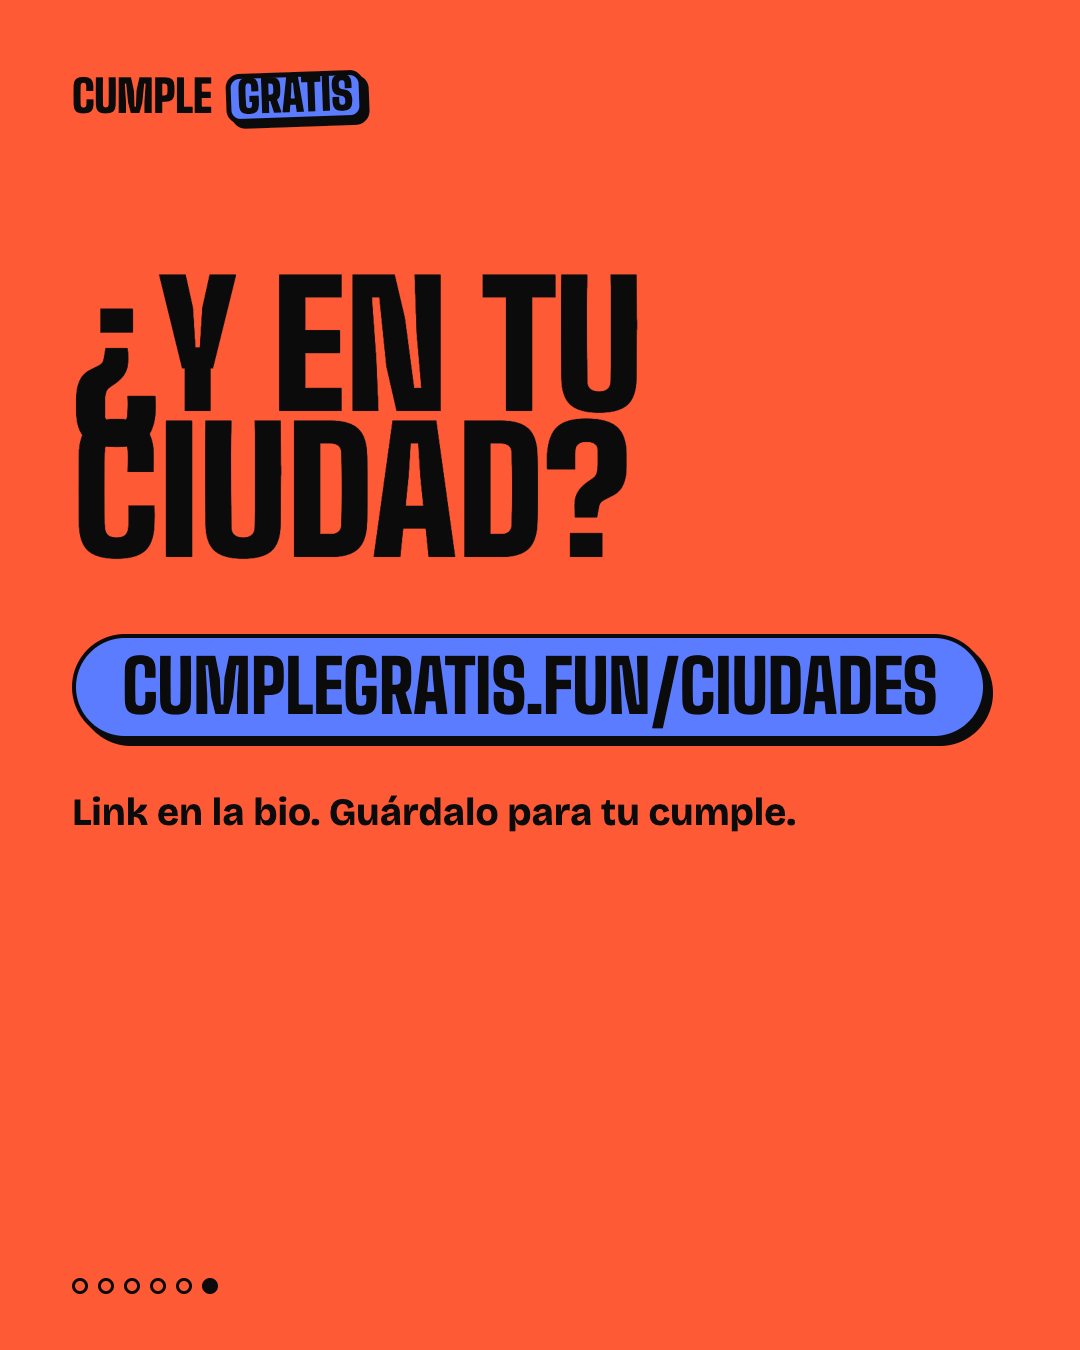 CUMPLE GRATIS
¿Y EN TU
CIUDAD?
CUMPLEGRATIS.FUN/CIUDADES
Link en la bio. Guárdalo para tu cumple.